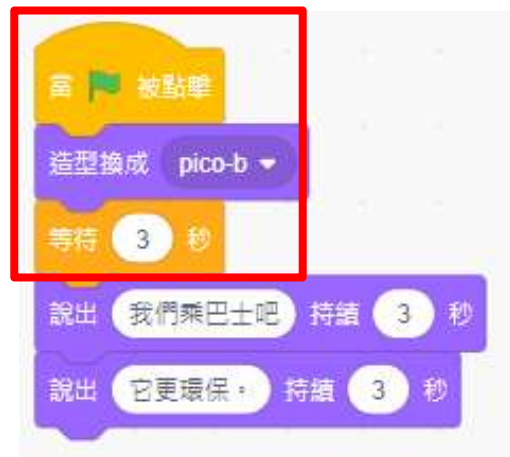 當 被點擊
造型換成 pico-b
等待 3 秒
說出 我們乘巴士吧 持續 3 秒
說出 它更環保。 持續 3 秒